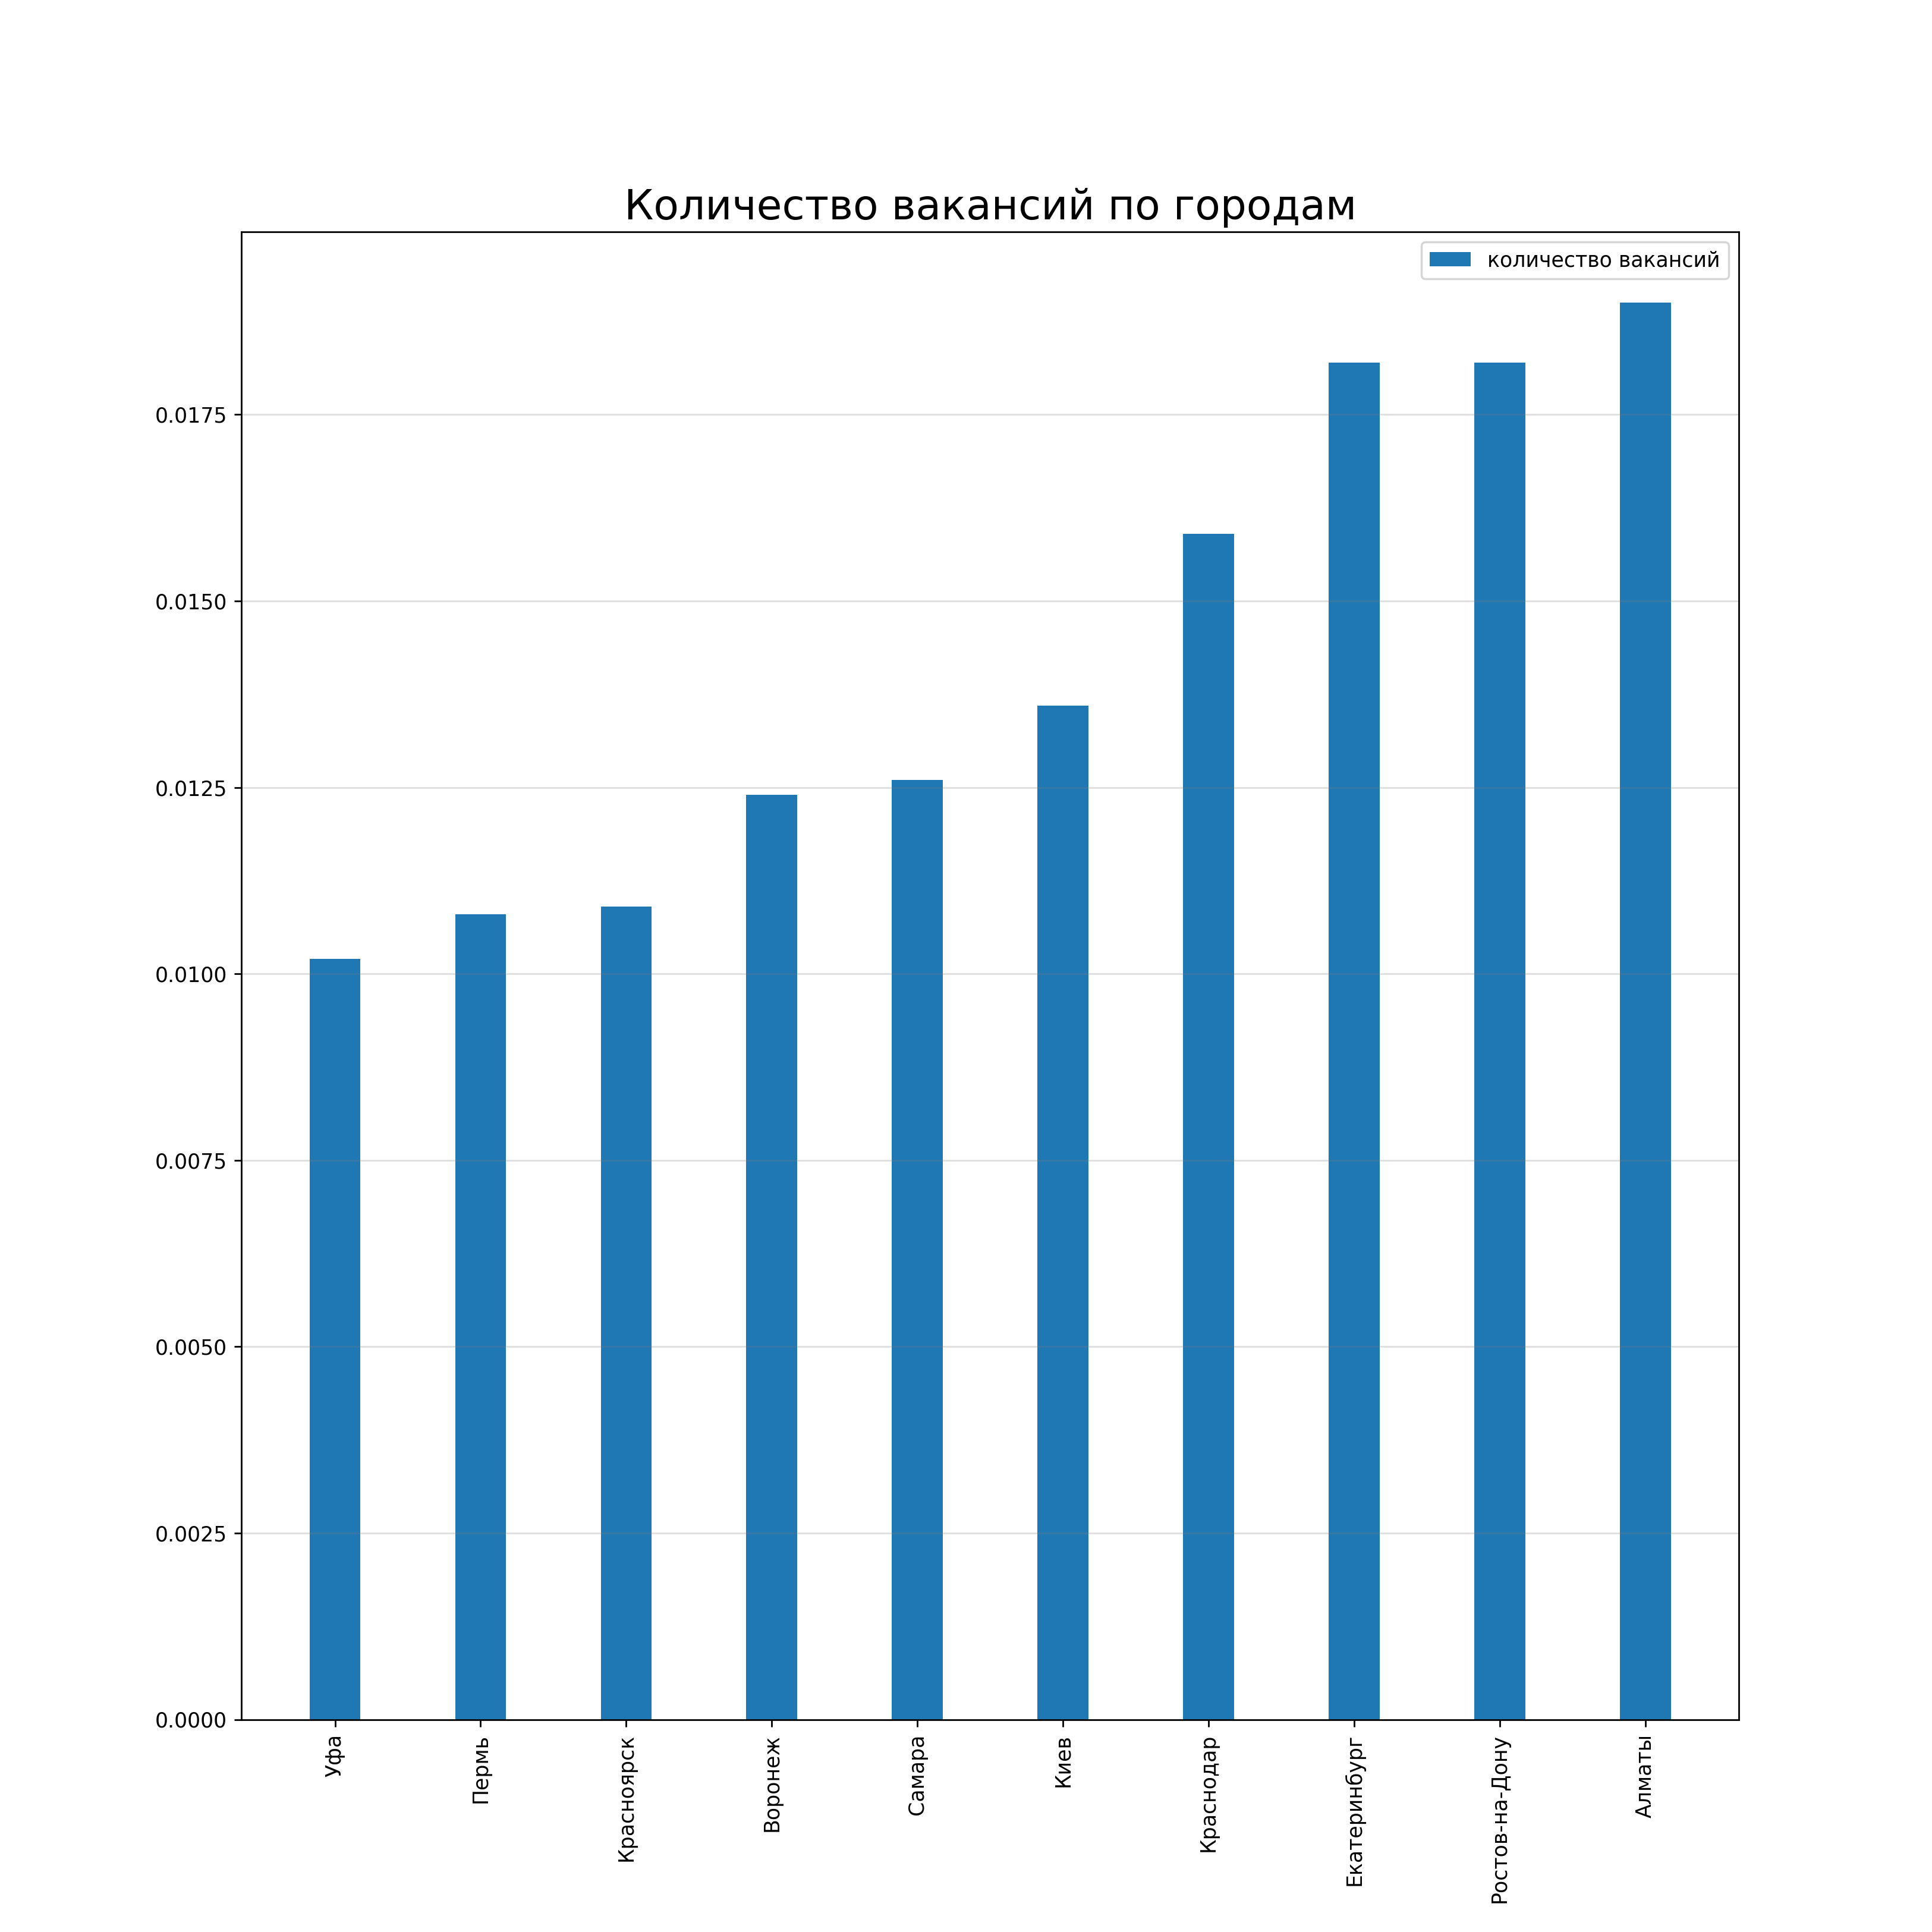 Количество вакансий по городам
количество вакансий
0.0175
0.0150
0.0125
0.0100
0.0075
0.0050
0.0025
0.0000
Уфа
Пермь
Красноярск
Воронеж
Самара
Киев
Краснодар
Екатеринбург
Ростов-на-Дону
Алматы